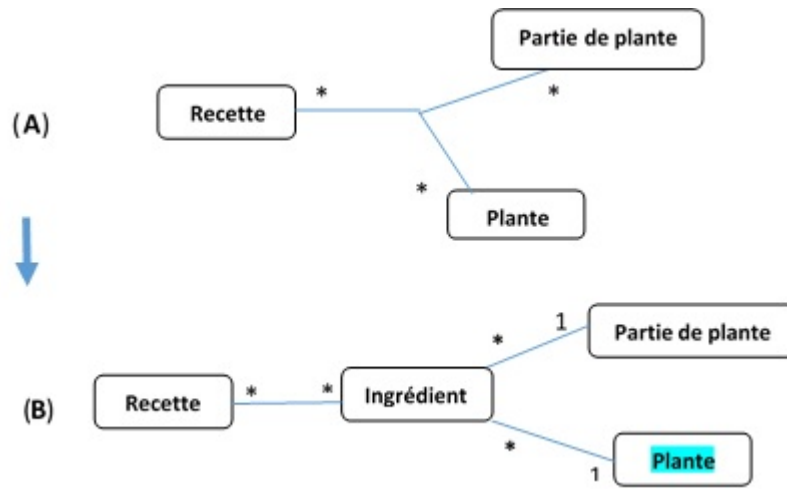 Partie de plante
*
*
Recette
(A)
*
Plante
1
Partie de plante
*
*
*
Ingrédient
(B)
Recette
*
Plante
1